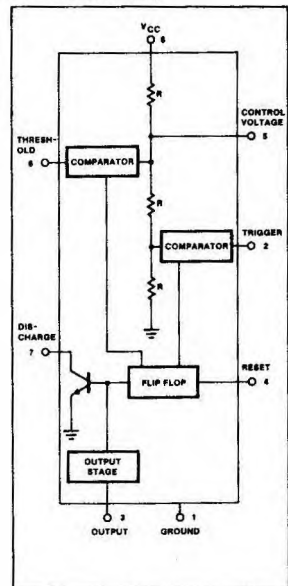 VCC
6
R
CONTROL
VOLTAGE
5
THRESH-
OLD
6
COMPARATOR
R
TRIGGER
COMPARATOR
2
R
DIS-
CHARGE
7
RESET
FLIP FLOP
4
OUTPUT
STAGE
3
1
OUTPUT
GROUND